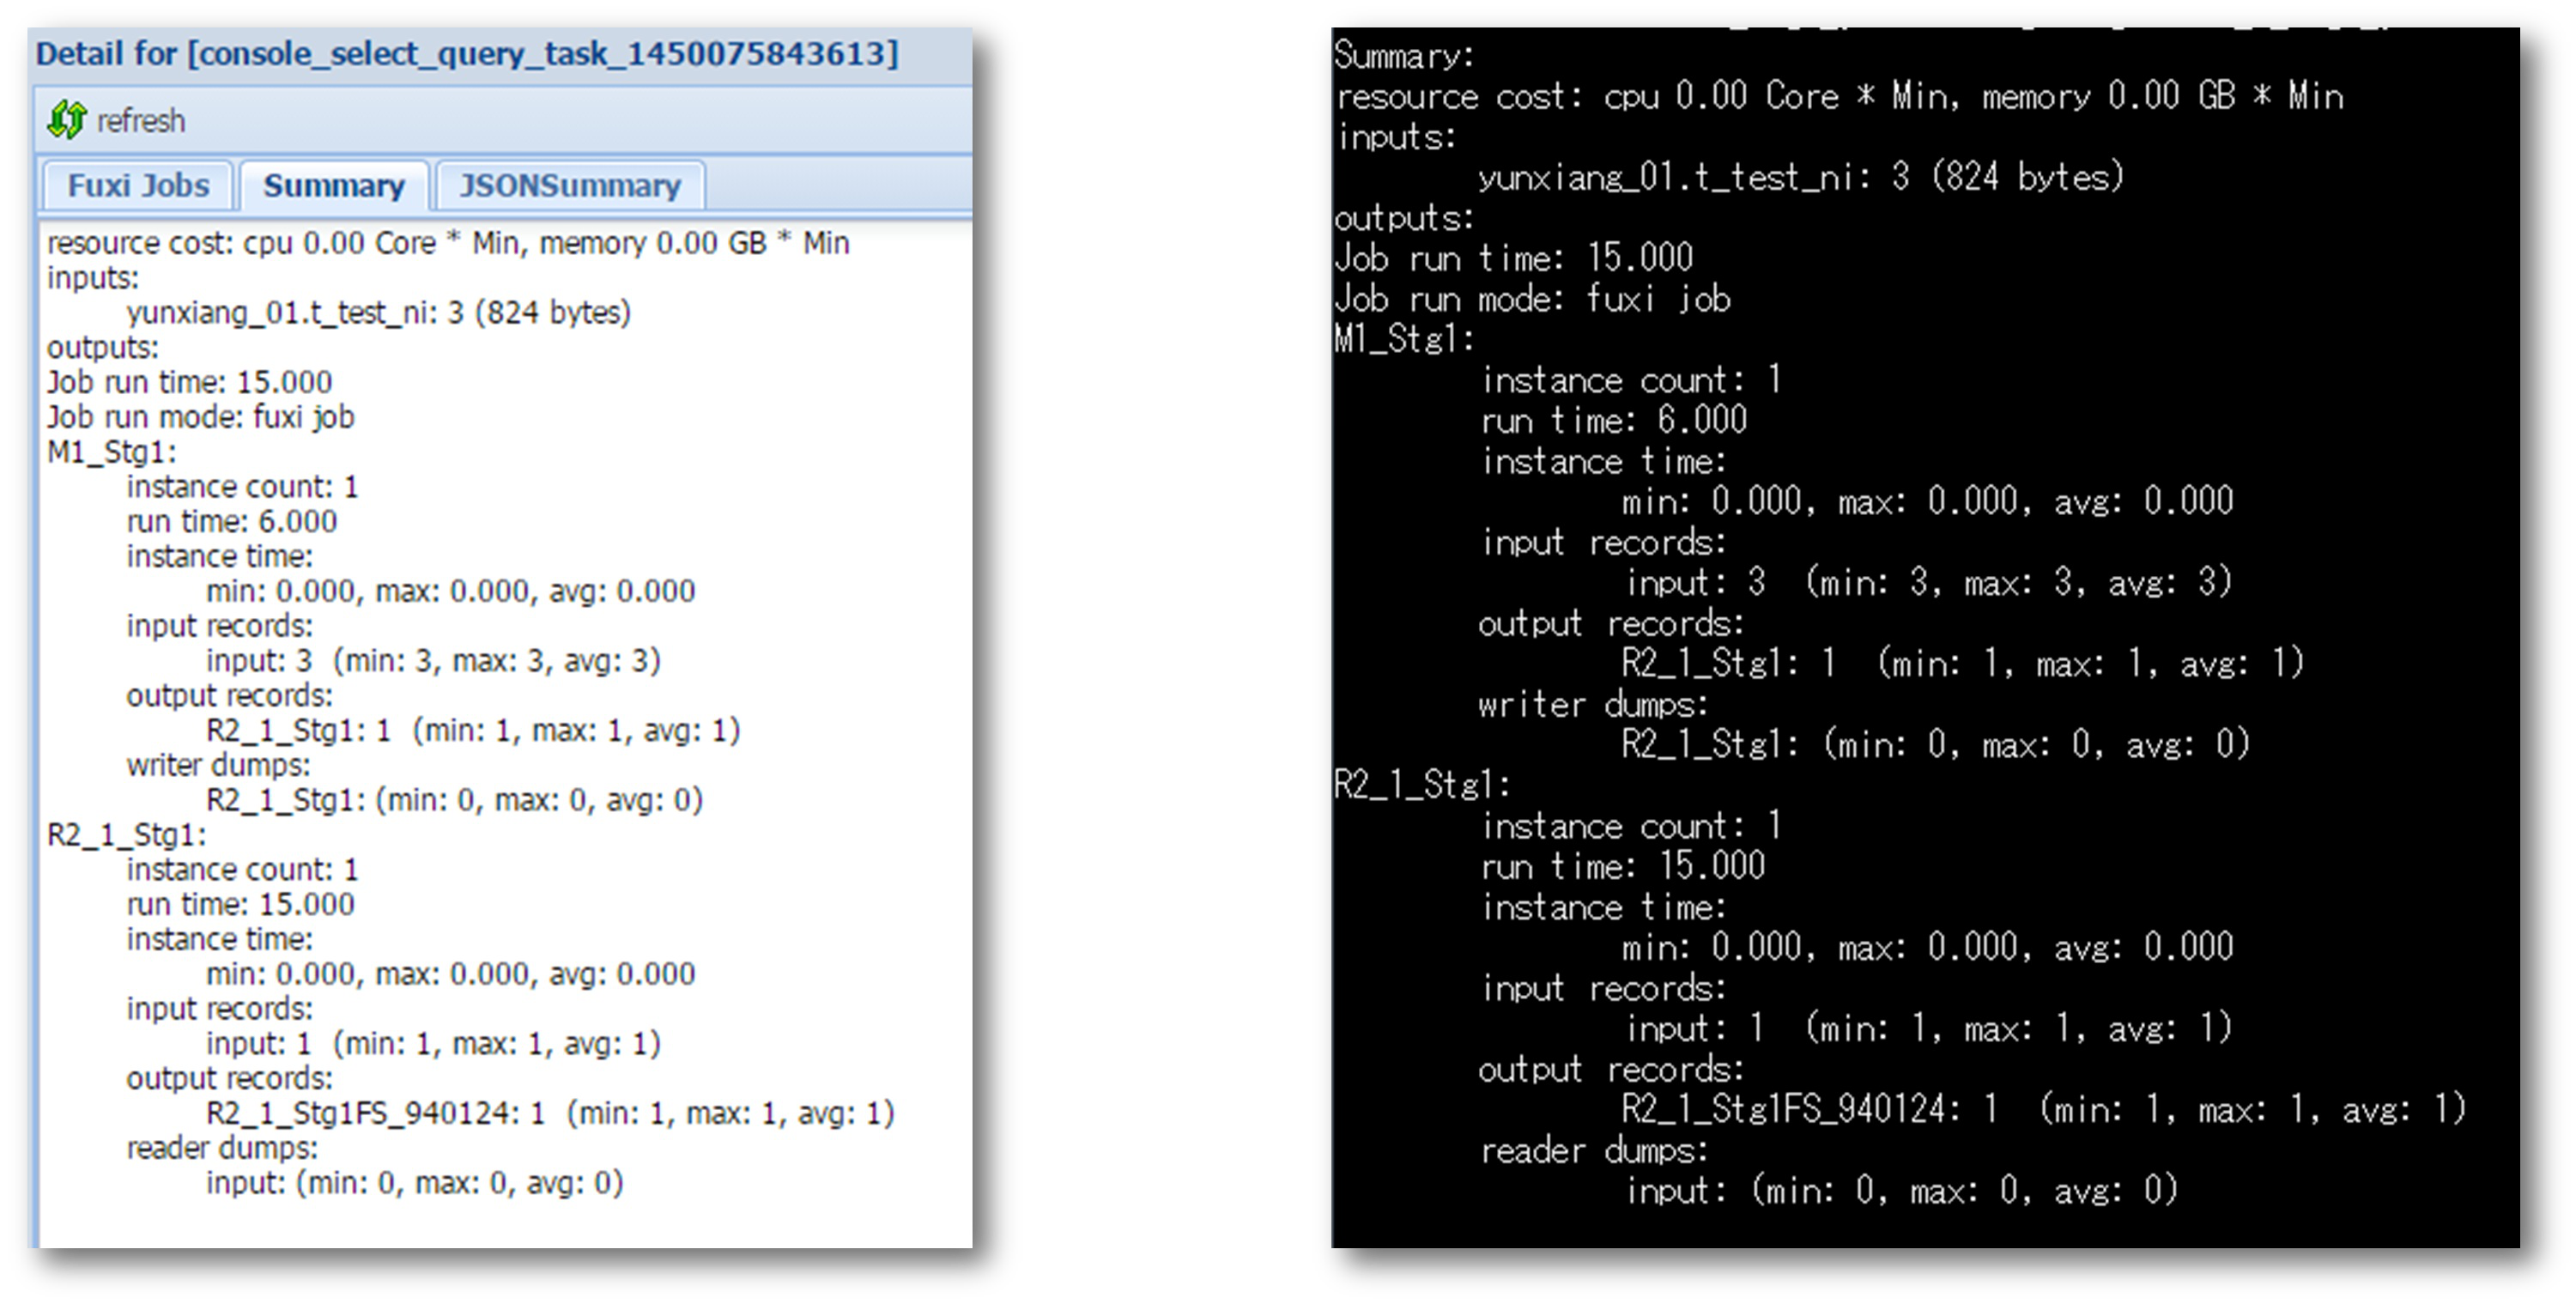 Detail for [console_select_query_task_1450075843613]
refresh
Fuxi Jobs Summary JSONSummary
resource cost: cpu 0.00 Core * Min, memory 0.00 GB * Min
inputs:
yunxiang_01.t_test_ni: 3 (824 bytes)
outputs:
Job run time: 15.000
Job run mode: fuxi job
M1_Stg1:
instance count: 1
run time: 6.000
instance time:
min: 0.000, max: 0.000, avg: 0.000
input records:
input: 3 (min: 3, max: 3, avg: 3)
output records:
R2_1_Stg1: 1 (min: 1, max: 1, avg: 1)
writer dumps:
R2_1_Stg1: (min: 0, max: 0, avg: 0)
R2_1_Stg1:
instance count: 1
run time: 15.000
instance time:
min: 0.000, max: 0.000, avg: 0.000
input records:
input: 1 (min: 1, max: 1, avg: 1)
output records:
R2_1_Stg1FS_940124: 1 (min: 1, max: 1, avg: 1)
reader dumps:
input: (min: 0, max: 0, avg: 0)
Summary:
resource cost: cpu 0.00 Core * Min, memory 0.00 GB * Min
inputs:
yunxiang_01.t_test_ni: 3 (824 bytes)
outputs:
Job run time: 15.000
Job run mode: fuxi job
M1_Stg1:
instance count: 1
run time: 6.000
instance time:
min: 0.000, max: 0.000, avg: 0.000
input records:
input: 3 (min: 3, max: 3, avg: 3)
output records:
R2_1_Stg1: 1 (min: 1, max: 1, avg: 1)
writer dumps:
R2_1_Stg1: (min: 0, max: 0, avg: 0)
R2_1_Stg1:
instance count: 1
run time: 15.000
instance time:
min: 0.000, max: 0.000, avg: 0.000
input records:
input: 1 (min: 1, max: 1, avg: 1)
output records:
R2_1_Stg1FS_940124: 1 (min: 1, max: 1, avg: 1)
reader dumps:
input: (min: 0, max: 0, avg: 0)